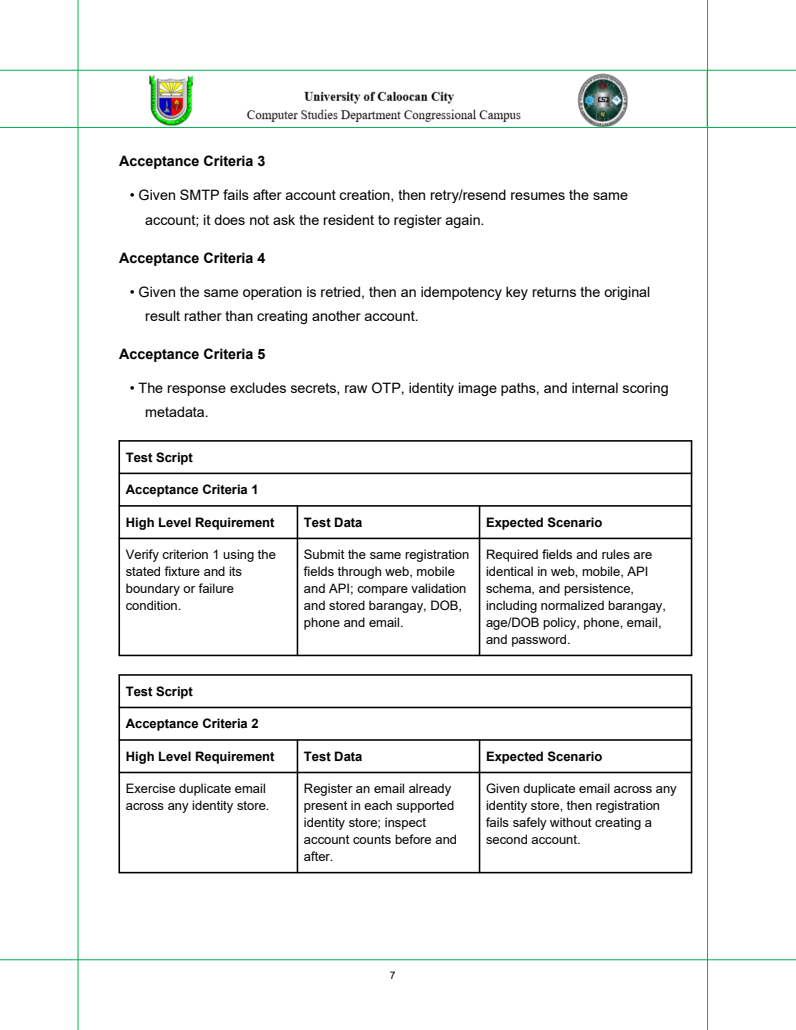 University of Caloocan City
Computer Studies Department Congressional Campus
Acceptance Criteria 3
• Given SMTP fails after account creation, then retry/resend resumes the same
account; it does not ask the resident to register again.
Acceptance Criteria 4
• Given the same operation is retried, then an idempotency key returns the original
result rather than creating another account.
Acceptance Criteria 5
• The response excludes secrets, raw OTP, identity image paths, and internal scoring
metadata.
Test Script
Acceptance Criteria 1
High Level Requirement
Test Data
Expected Scenario
Verify criterion 1 using the
stated fixture and its
boundary or failure
condition.
Submit the same registration
fields through web, mobile
and API; compare validation
and stored barangay, DOB,
phone and email.
Required fields and rules are
identical in web, mobile, API
schema, and persistence,
including normalized barangay,
age/DOB policy, phone, email,
and password.
Test Script
Acceptance Criteria 2
High Level Requirement
Test Data
Expected Scenario
Exercise duplicate email
across any identity store.
Register an email already
present in each supported
identity store; inspect
account counts before and
after.
Given duplicate email across any
identity store, then registration
fails safely without creating a
second account.
7